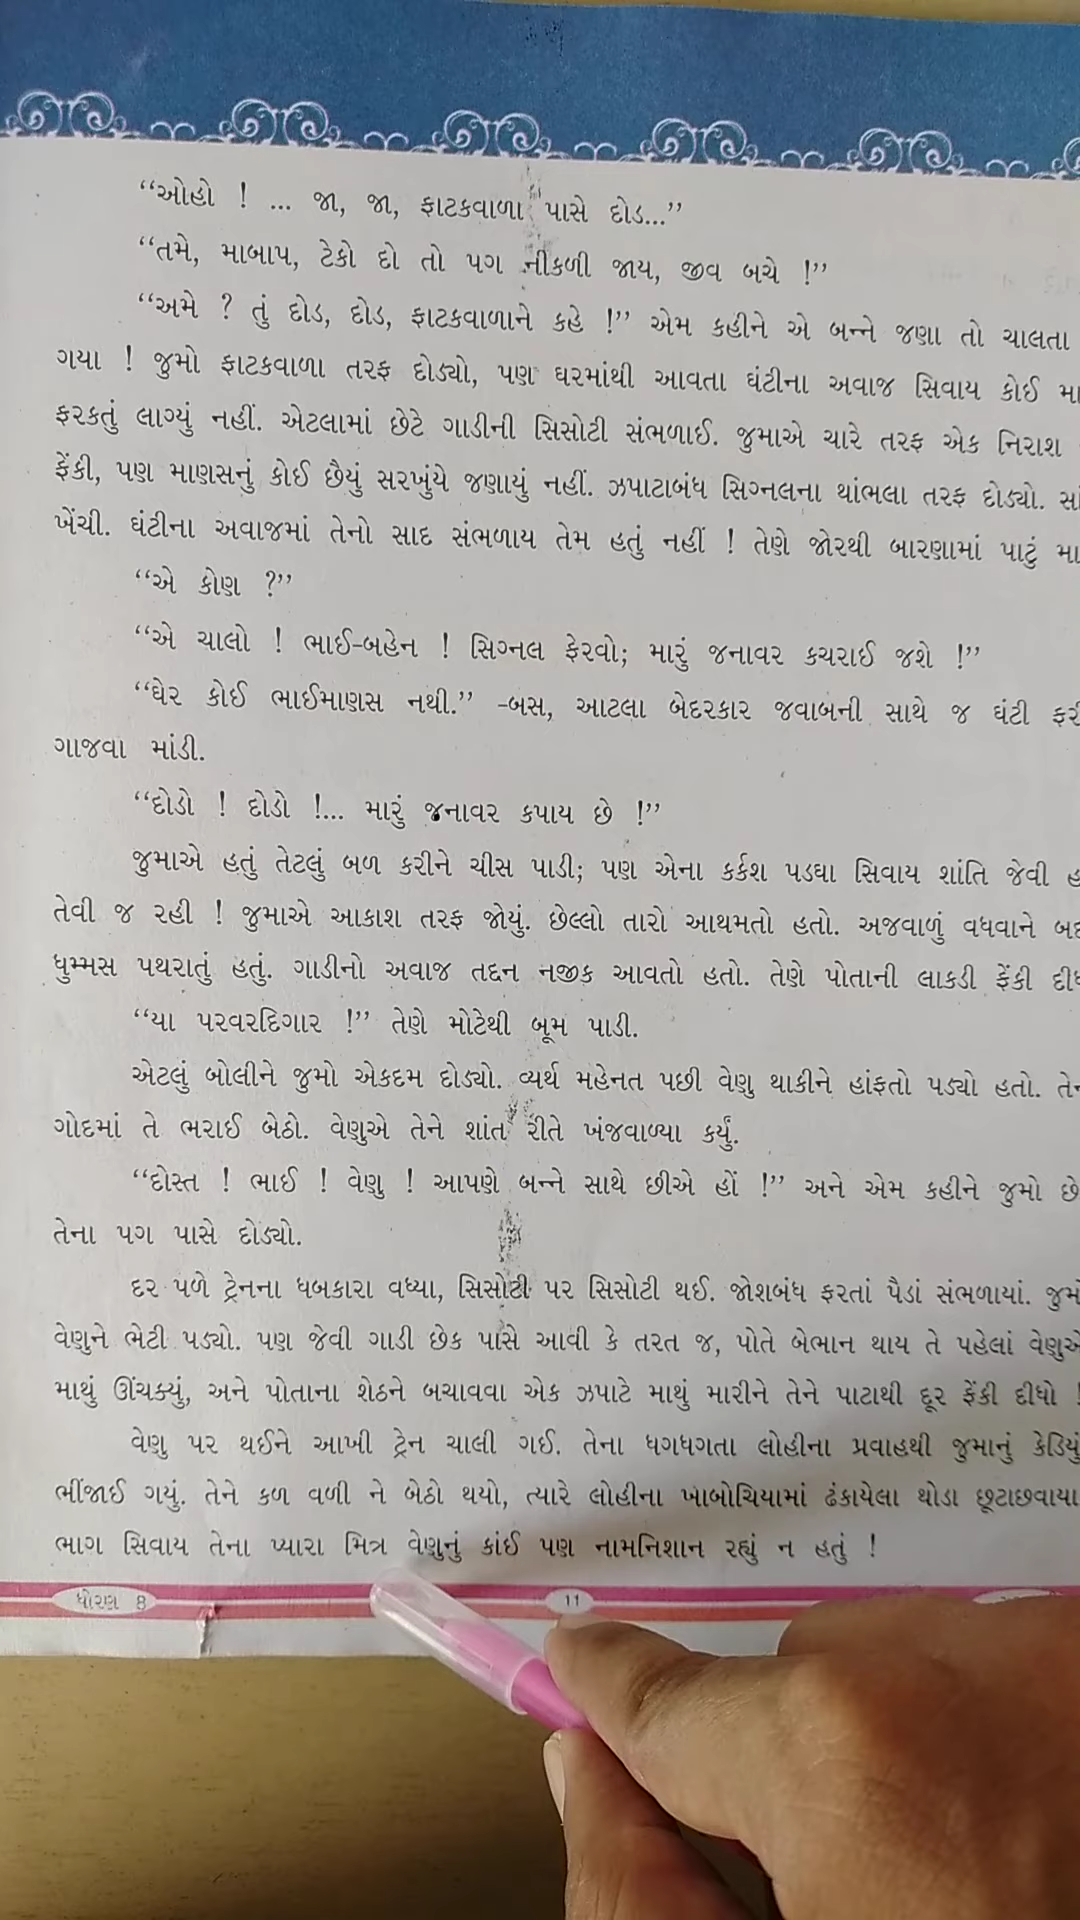 “ઓહો ! ... જા, જા, ફાટકવાળા પાસે દોડ...”
“તમે, માબાપ, ટેકો દો તો પગ નીકળી જાય, જીવ બચે !”
“અમે ? તું દોડ, દોડ, ફાટકવાળાને કહે !” એમ કહીને એ બન્ને જણા તો ચાલતા
ગયા ! જુમો ફાટકવાળા તરફ દોડ્યો, પણ ઘરમાંથી આવતા ઘંટીના અવાજ સિવાય કોઈ
ફરકતું લાગ્યું નહીં. એટલામાં છેટે ગાડીની સિસોટી સંભળાઈ. જુમાએ ચારે તરફ એક નિરાશ
ફેંકી, પણ માણસનું કોઈ છૈયું સરખુંયે જણાયું નહીં. ઝપાટાબંધ સિગ્નલના થાંભલા તરફ દોડ્યો.
ખેંચી. ઘંટીના અવાજમાં તેનો સાદ સંભળાય તેમ હતું નહીં ! તેણે જોરથી બારણામાં પાટું
“એ કોણ ?”
“એ ચાલો ! ભાઈ-બહેન ! સિગ્નલ ફેરવો; મારું જનાવર કચરાઈ જશે !”
“ઘેર કોઈ ભાઈમાણસ નથી.” -બસ, આટલા બેદરકાર જવાબની સાથે જ ઘંટી
ગાજવા માંડી.
“દોડો ! દોડો !... મારું જનાવર કપાય છે !”
જુમાએ હતું તેટલું બળ કરીને ચીસ પાડી; પણ એના કર્કશ પડઘા સિવાય શાંતિ જેવી
તેવી જ રહી ! જુમાએ આકાશ તરફ જોયું. છેલ્લો તારો આથમતો હતો. અજવાળું વધવાને
ધુમ્મસ પથરાતું હતું. ગાડીનો અવાજ તદ્દન નજીક આવતો હતો. તેણે પોતાની લાકડી ફેંકી
“યા પરવરદિગાર !” તેણે મોટેથી બૂમ પાડી.
એટલું બોલીને જુમો એકદમ દોડ્યો. વ્યર્થ મહેનત પછી વેણુ થાકીને હાંફતો પડ્યો હતો.
ગોદમાં તે ભરાઈ બેઠો. વેણુએ તેને શાંત રીતે ખંજવાળ્યા કર્યું.
“દોસ્ત ! ભાઈ ! વેણુ ! આપણે બન્ને સાથે છીએ હોં !” અને એમ કહીને જુમો
તેના પગ પાસે દોડ્યો.
દર પળે ટ્રેનના ધબકારા વધ્યા, સિસોટી પર સિસોટી થઈ. જોશબંધ ફરતાં પૈડાં સંભળાયાં.
વેણુને ભેટી પડ્યો. પણ જેવી ગાડી છેક પાસે આવી કે તરત જ, પોતે બેભાન થાય તે પહેલાં વેણુએ
માથું ઊંચક્યું, અને પોતાના શેઠને બચાવવા એક ઝપાટે માથું મારીને તેને પાટાથી દૂર ફેંકી દીધો !
વેણુ પર થઈને આખી ટ્રેન ચાલી ગઈ. તેના ધગધગતા લોહીના પ્રવાહથી જુમાનું કેડિયું
ભીંજાઈ ગયું. તેને કળ વળી ને બેઠો થયો, ત્યારે લોહીના ખાબોચિયામાં ઢંકાયેલા થોડા છૂટાછવાયા
ભાગ સિવાય તેના પ્યારા મિત્ર વેણુનું કાંઈ પણ નામનિશાન રહ્યું ન હતું !
ધોરણ 8
11